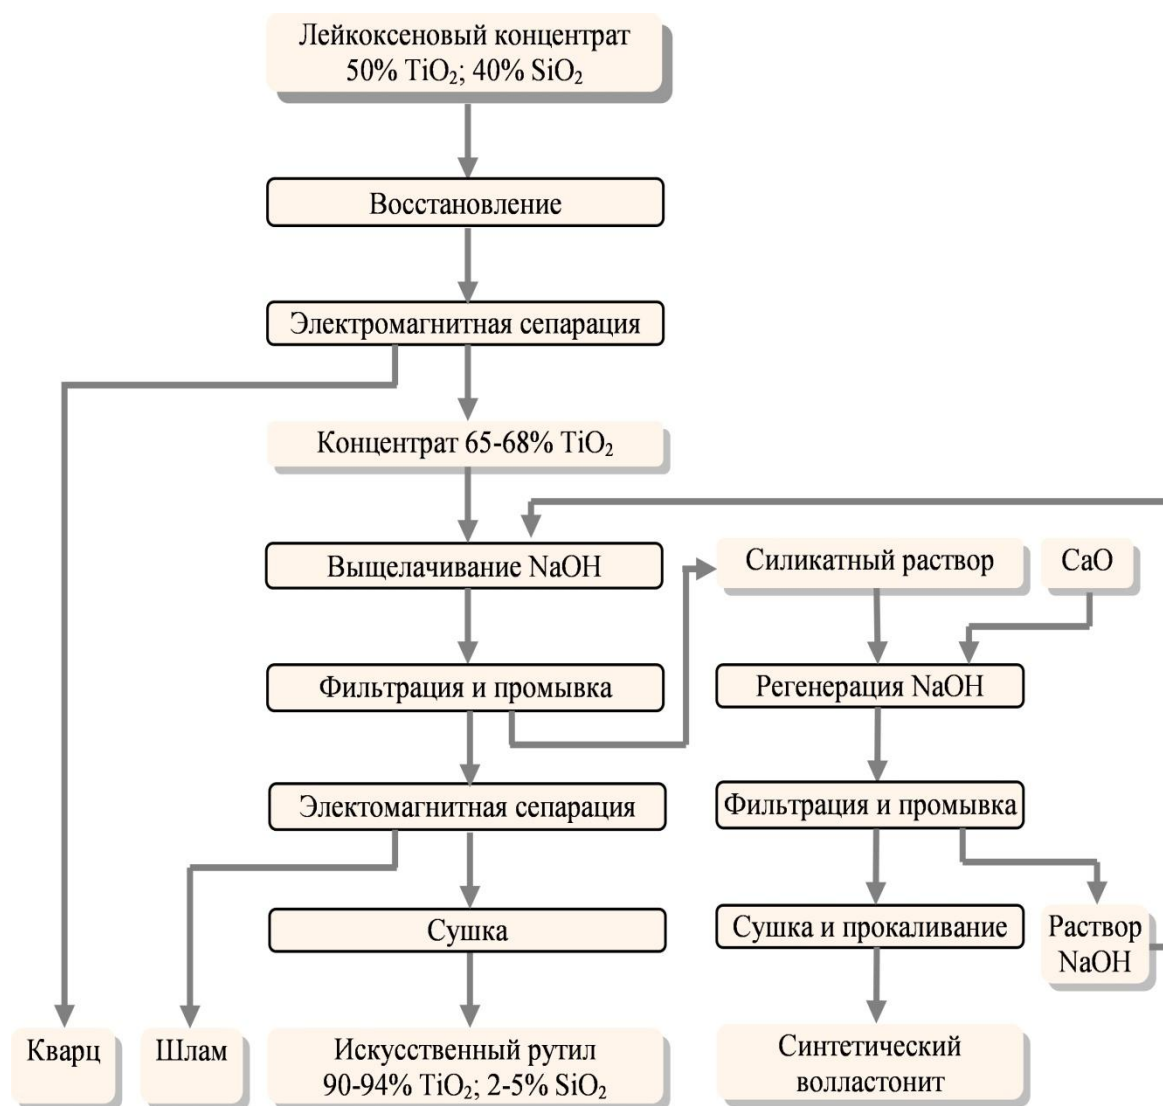 Лейкоксеновый концентрат
50% TiO₂; 40% SiO₂
Восстановление
Электромагнитная сепарация
Концентрат 65-68% TiO₂
Выщелачивание NaOH
Силикатный раствор
CaO
Фильтрация и промывка
Регенерация NaOH
Электомагнитная сепарация
Фильтрация и промывка
Сушка
Сушка и прокаливание
Раствор
NaOH
Кварц
Шлам
Искусственный рутил
90-94% TiO₂; 2-5% SiO₂
Синтетический
волластонит